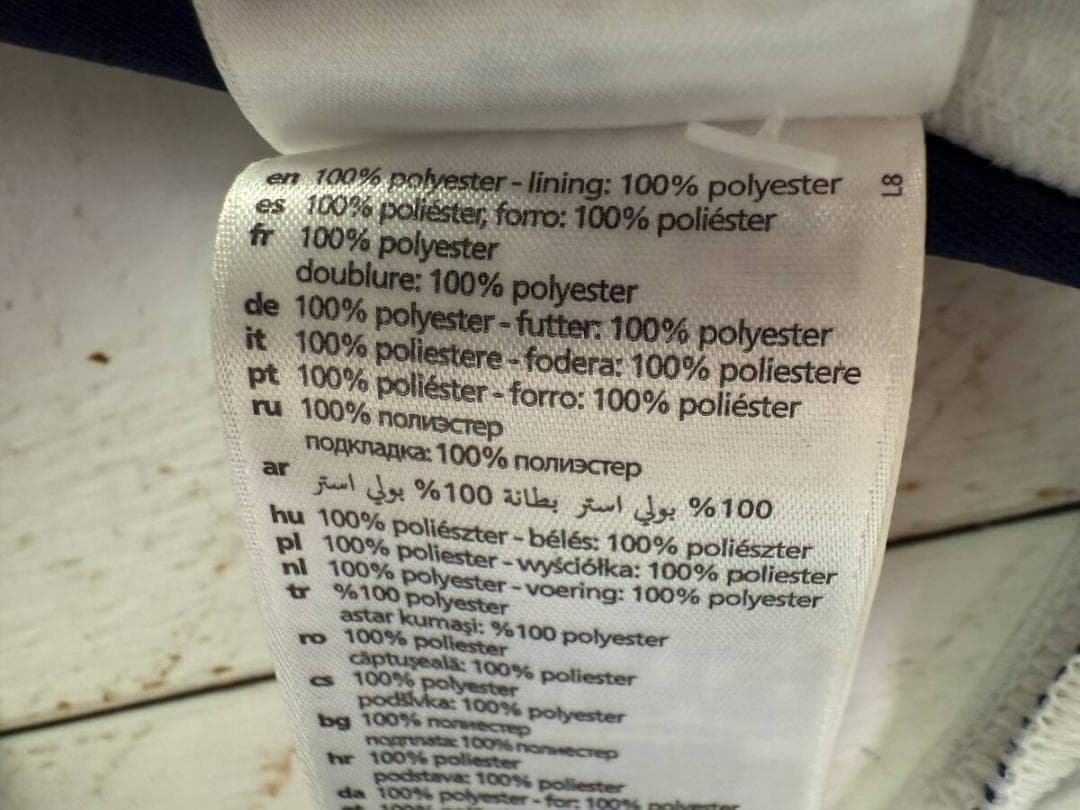 en 100% polyester - lining: 100% polyester
L8
es 100% poliéster, forro: 100% poliéster
fr 100% polyester
doublure: 100% polyester
de 100% polyester - futter: 100% polyester
it 100% poliestere - fodera: 100% poliestere
pt 100% poliéster - forro: 100% poliéster
ru 100% полиэстер
подкладка: 100% полиэстер
ar 100% بولي استر بطانة 100% بولي استر
hu 100% poliészter - bélés: 100% poliészter
pl 100% poliester - wyściółka: 100% poliester
nl 100% polyester - voering: 100% polyester
tr %100 polyester
astar kumaşi: %100 polyester
ro 100% poliester
căptuşeală: 100% poliester
cs 100% polyester
podšívka: 100% polyester
bg 100% полиестер
100% полиестер
hr 100% poliester
podstava: 100% poliester
da 100% polyester - for: 100% polyester
100%